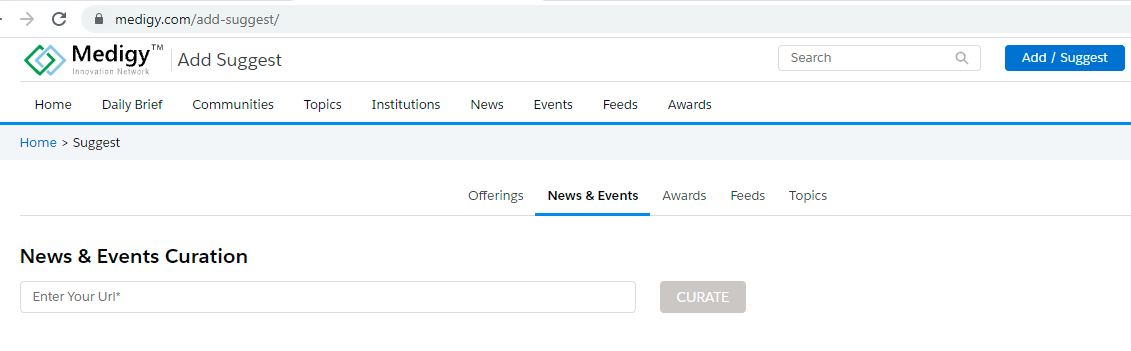 medigy.com/add-suggest/
Medigy™ Add Suggest Search Add / Suggest
Innovation Network
Home Daily Brief Communities Topics Institutions News Events Feeds Awards
Home > Suggest
Offerings News & Events Awards Feeds Topics
News & Events Curation
Enter Your Url* CURATE